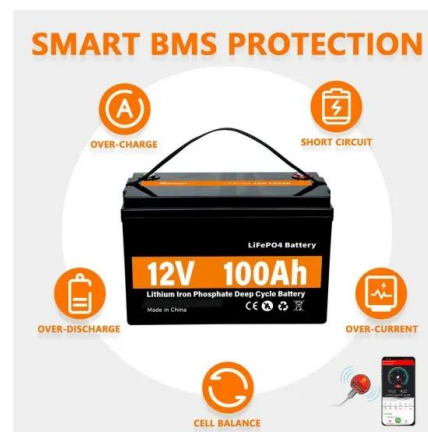 SMART BMS PROTECTION
A
OVER-CHARGE
SHORT CIRCUIT
LiFePO4 Battery
12V 100Ah
Lithium Iron Phosphate Deep Cycle Battery
Made in China
CE
OVER-DISCHARGE
OVER-CURRENT
CELL BALANCE